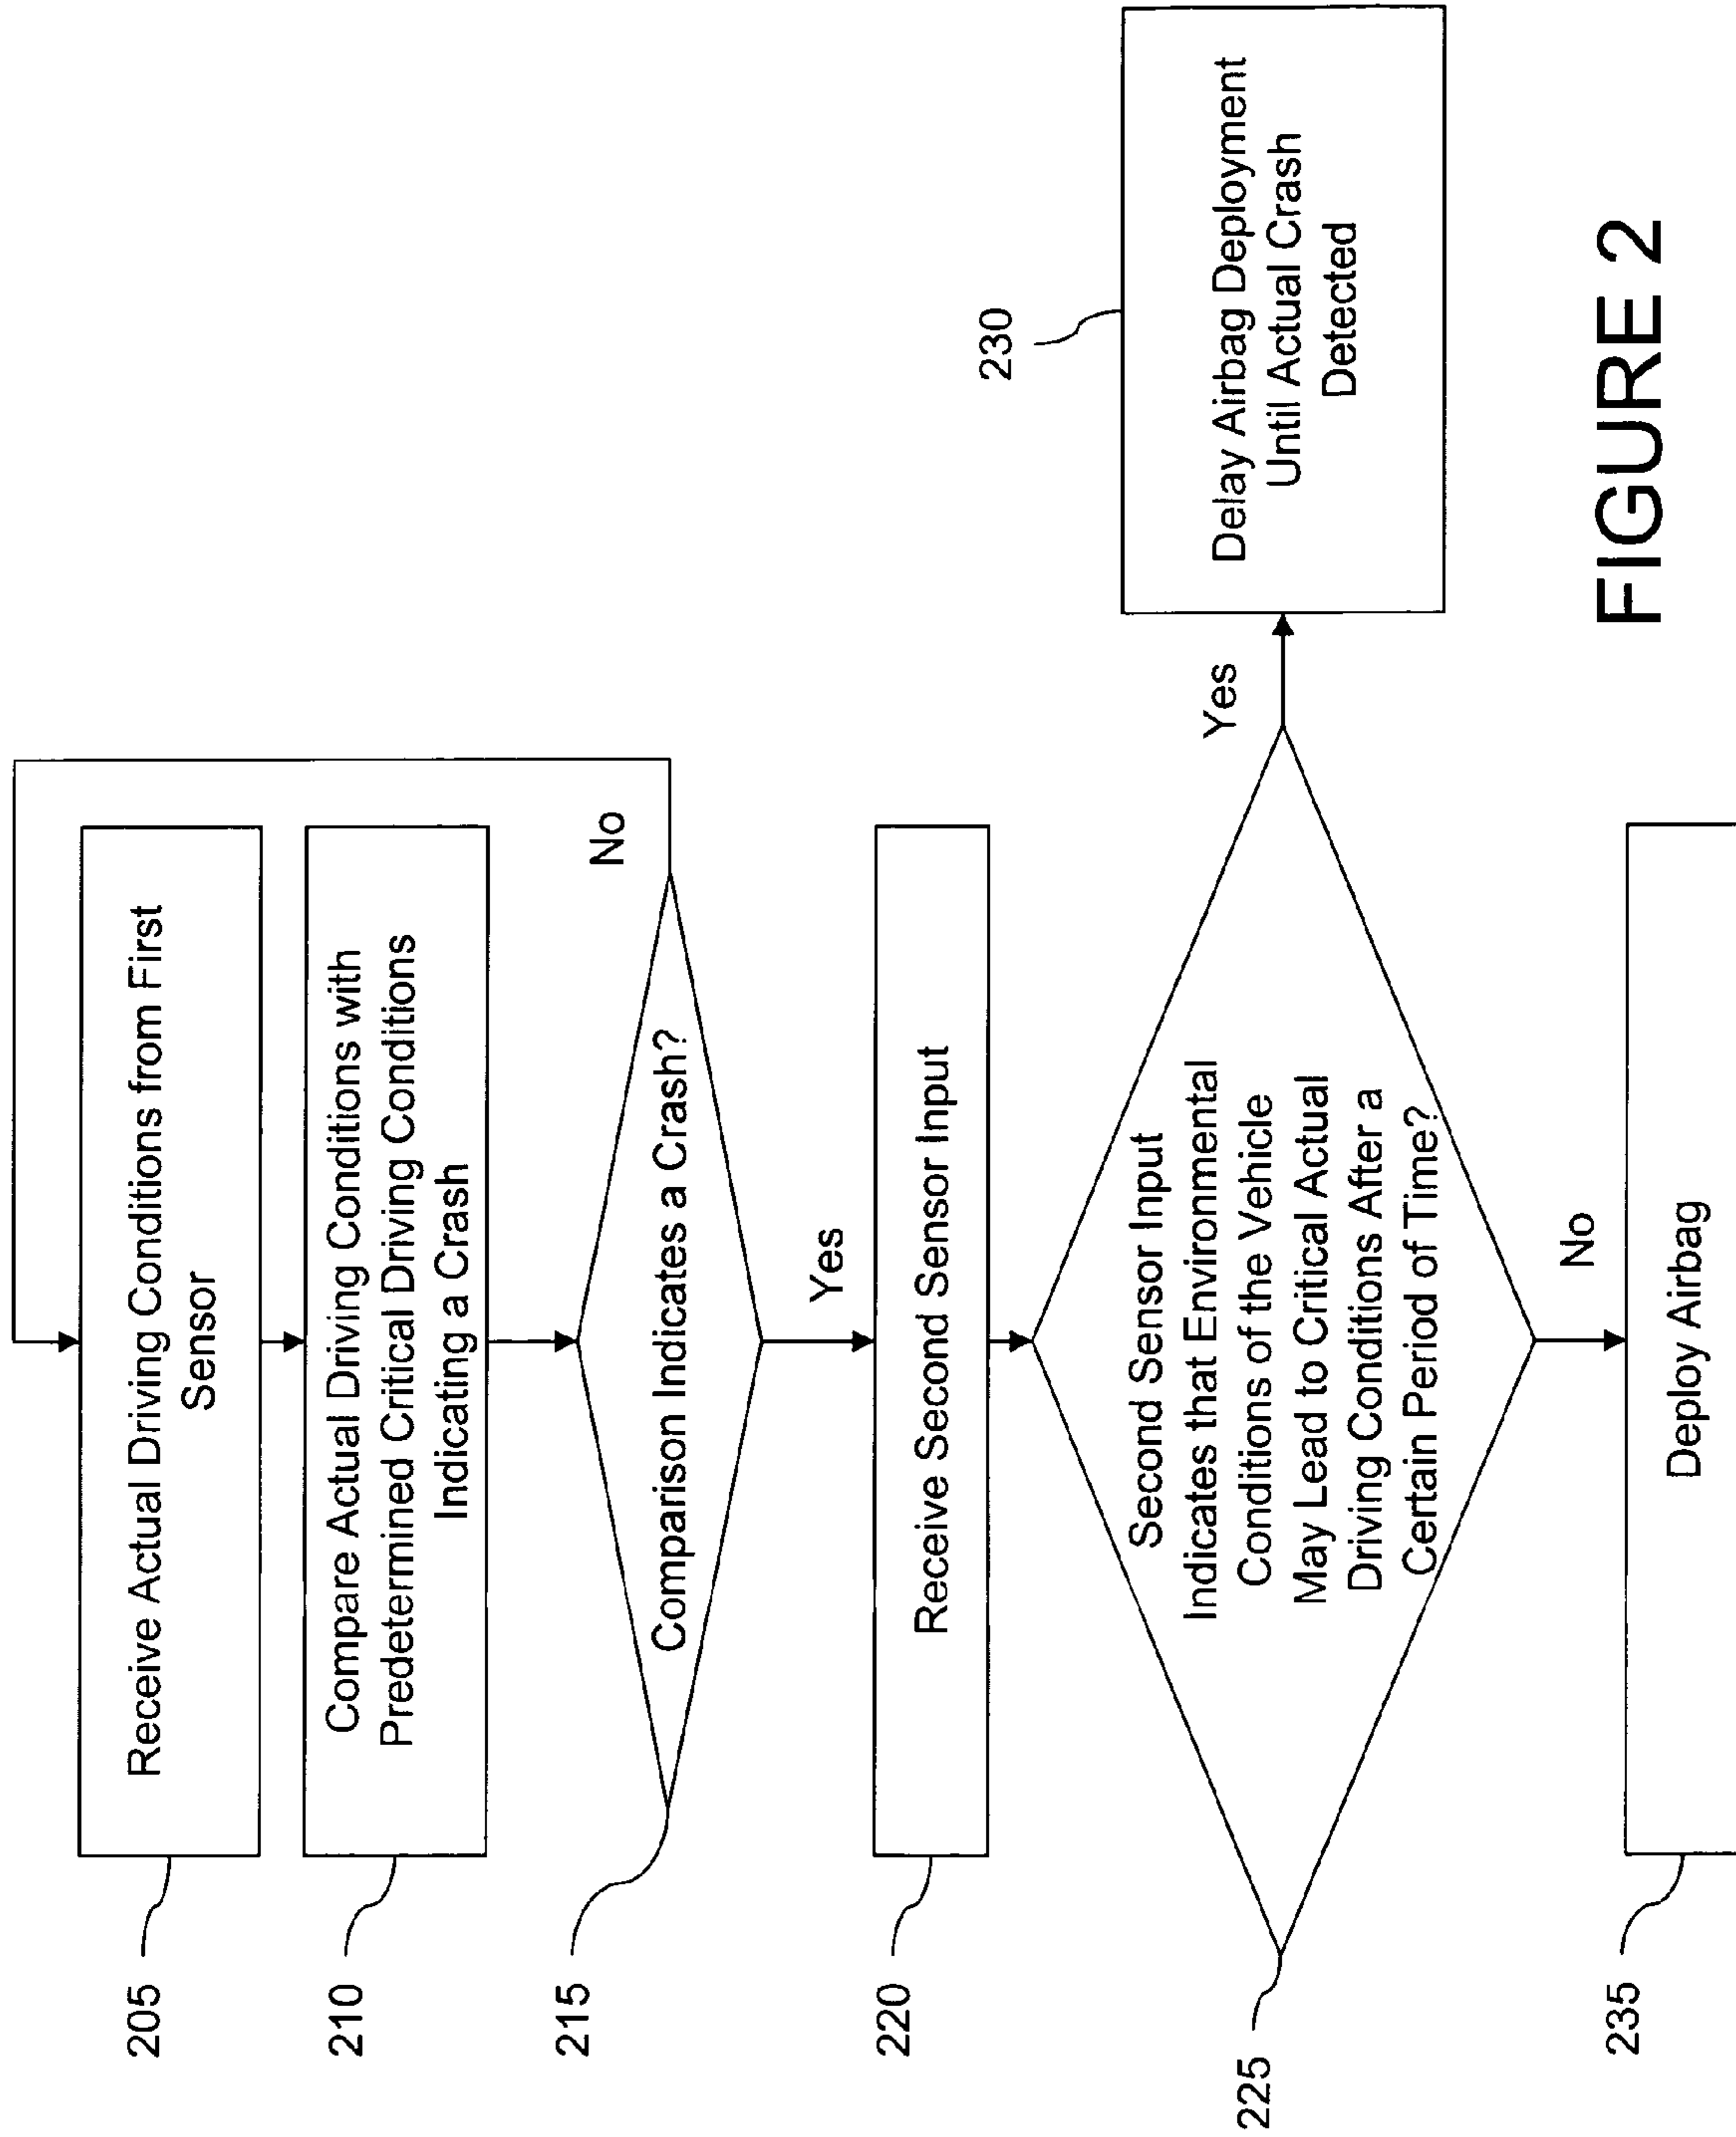 205
Receive Actual Driving Conditions from First
Sensor
210
Compare Actual Driving Conditions with
Predetermined Critical Driving Conditions
Indicating a Crash
215
Comparison Indicates a Crash?
No
Yes
220
Receive Second Sensor Input
225
Second Sensor Input
Indicates that Environmental
Conditions of the Vehicle
May Lead to Critical Actual
Driving Conditions After a
Certain Period of Time?
Yes
230
Delay Airbag Deployment
Until Actual Crash
Detected
No
235
Deploy Airbag
FIGURE 2